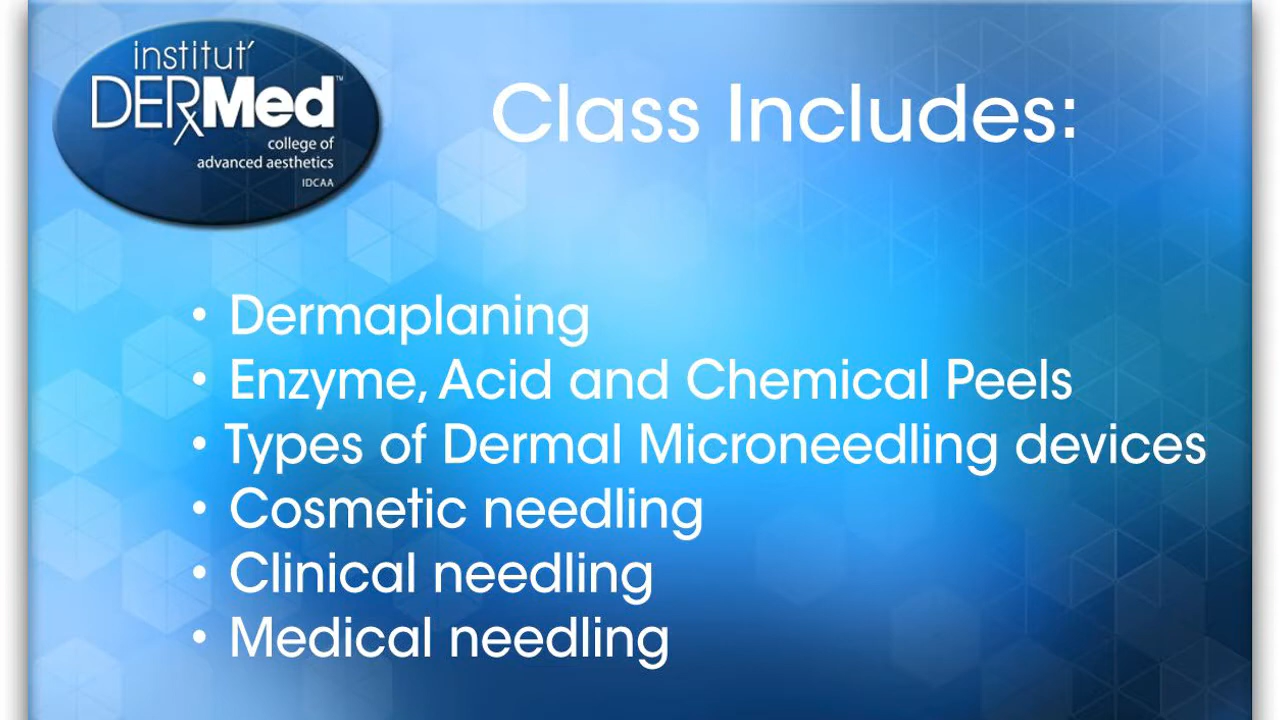 institut'
DERMed™
college of
advanced aesthetics
IDCAA
Class Includes:
• Dermaplaning
• Enzyme, Acid and Chemical Peels
• Types of Dermal Microneedling devices
• Cosmetic needling
• Clinical needling
• Medical needling